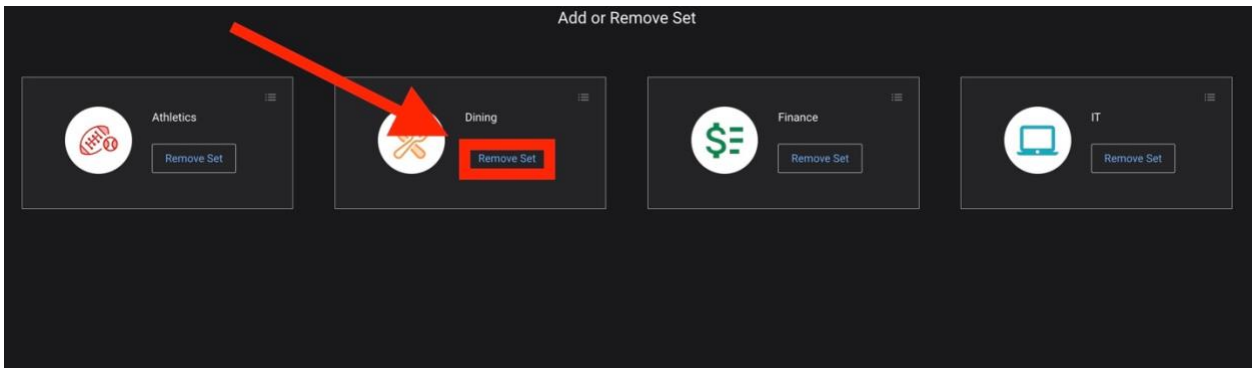 Add or Remove Set
Athletics
Remove Set
Dining
Remove Set
Finance
Remove Set
IT
Remove Set